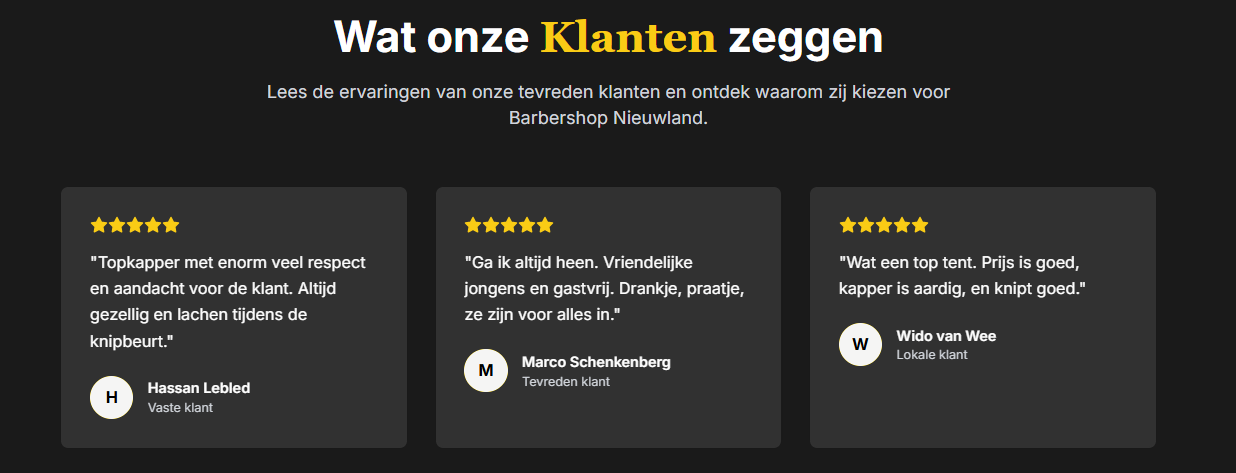 Wat onze Klanten zeggen
Lees de ervaringen van onze tevreden klanten en ontdek waarom zij kiezen voor
Barbershop Nieuwland.
"Topkapper met enorm veel respect
en aandacht voor de klant. Altijd
gezellig en lachen tijdens de
knipbeurt."
H
Hassan Lebled
Vaste klant
"Ga ik altijd heen. Vriendelijke
jongens en gastvrij. Drankje, praatje,
ze zijn voor alles in."
M
Marco Schenkenberg
Tevreden klant
"Wat een top tent. Prijs is goed,
kapper is aardig, en knipt goed."
W
Wido van Wee
Lokale klant